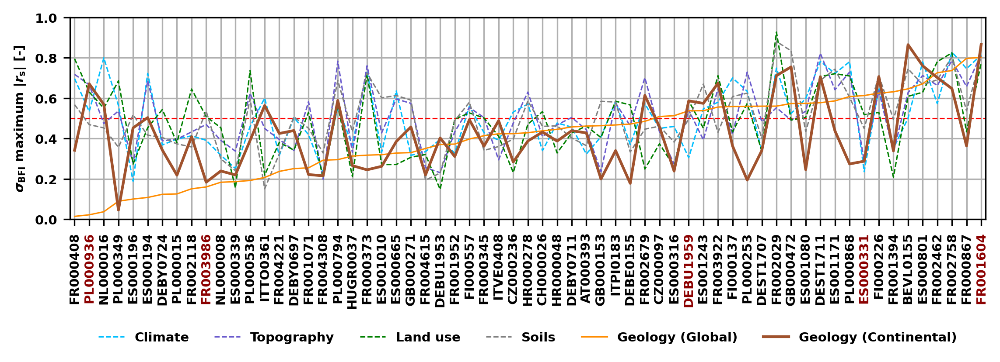 σBFI maximum |rs| [-]
1.0
0.8
0.6
0.4
0.2
0.0
FR000408
PL000936
NL000016
PL000349
ES000196
ES000194
DEBY0724
PL000015
FR002118
FR003986
NL000008
ES000339
PL000536
ITTO0361
FR004221
DEBY0697
FR001071
FR004308
PL000794
HUGR0037
FR000373
ES001010
ES000665
GB000271
FR004615
DEBU1953
FR001952
FI000557
FR000345
ITVE0408
CZ000236
HR000278
CH000026
HR000048
DEBY0711
AT000393
GB000153
ITPI0183
DEBE0155
FR002679
CZ000097
ES000316
DEBU1959
ES001243
FR003922
FI000137
PL000253
DEST1707
FR002029
GB000472
ES001080
DEST1711
ES001171
PL000868
ES000331
FI000226
FR001394
BEVL0155
ES000801
FR002462
FR002758
FR000867
FR001604
Climate Topography Land use Soils Geology (Global) Geology (Continental)